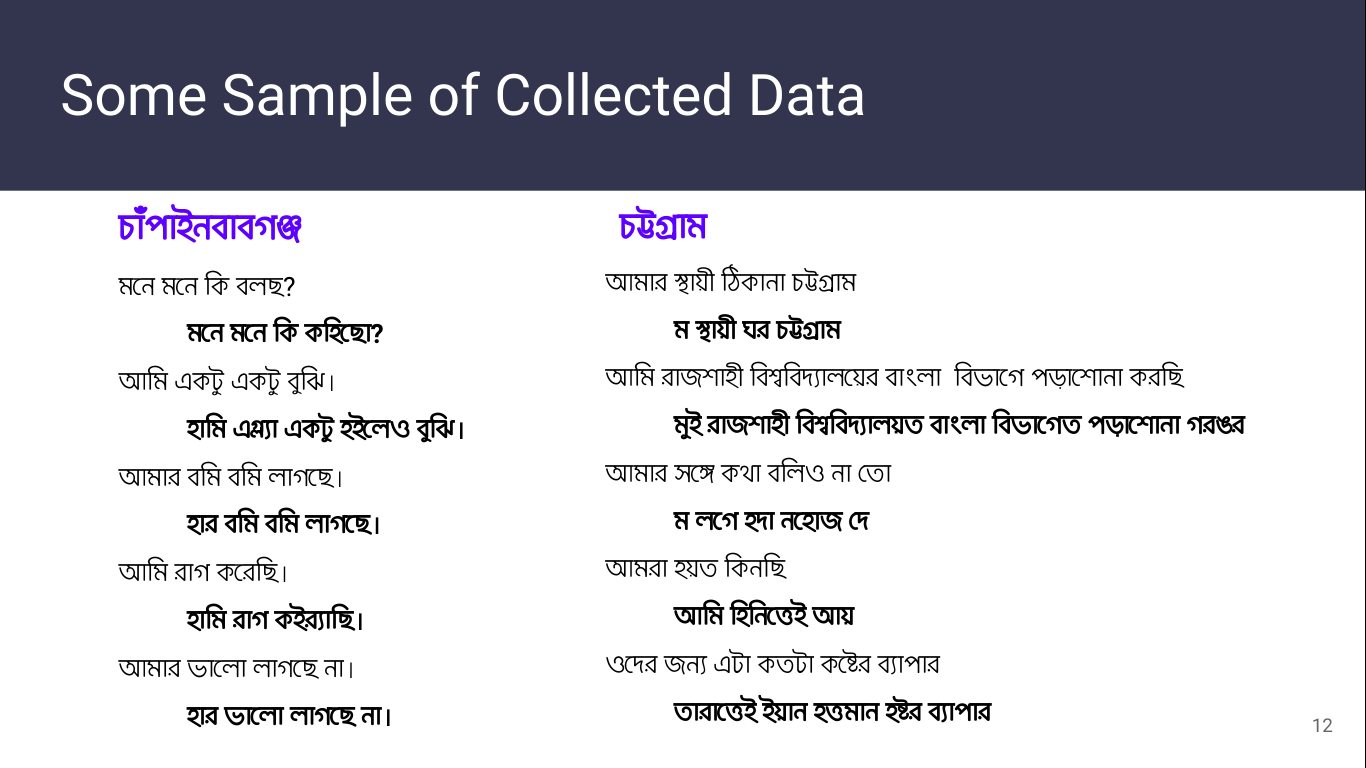 Some Sample of Collected Data
চাঁপাইনবাবগঞ্জ
মনে মনে কি বলছ?
মনে মনে কি কহিছো?
আমি একটু একটু বুঝি।
হামি এগ্ল্যা একটু হইলেও বুঝি।
আমার বমি বমি লাগছে।
হার বমি বমি লাগছে।
আমি রাগ করেছি।
হামি রাগ কইর‍্যাছি।
আমার ভালো লাগছে না।
হার ভালো লাগছে না।
চট্টগ্রাম
আমার স্থায়ী ঠিকানা চট্টগ্রাম
ম স্থায়ী ঘর চট্টগ্রাম
আমি রাজশাহী বিশ্ববিদ্যালয়ের বাংলা বিভাগে পড়াশোনা করছি
মুই রাজশাহী বিশ্ববিদ্যালয়ত বাংলা বিভাগেত পড়াশোনা গরঙর
আমার সঙ্গে কথা বলিও না তো
ম লগে হদা নহোজ দে
আমরা হয়ত কিনছি
আমি হিনিত্তেই আয়
ওদের জন্য এটা কতটা কষ্টের ব্যাপার
তারাত্তেই ইয়ান হত্তমান হষ্টর ব্যাপার
12